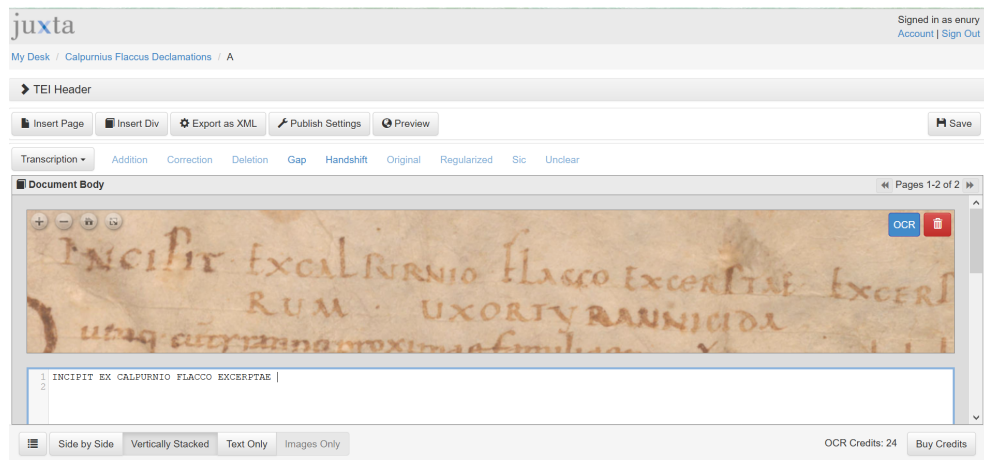 juxta
Signed in as enury
Account | Sign Out
My Desk / Calpurnius Flaccus Declamations / A
TEI Header
Insert Page Insert Div Export as XML Publish Settings Preview Save
Transcription Addition Correction Deletion Gap Handshift Original Regularized Sic Unclear
Document Body Pages 1-2 of 2
OCR
INCIPIT EXCALPURNIO FLACCO EXCERPTAE EXCERP
RUM · UXORTYRANNICIDA
1 INCIPIT EX CALPURNIO FLACCO EXCERPTAE
2
Side by Side Vertically Stacked Text Only Images Only OCR Credits: 24 Buy Credits